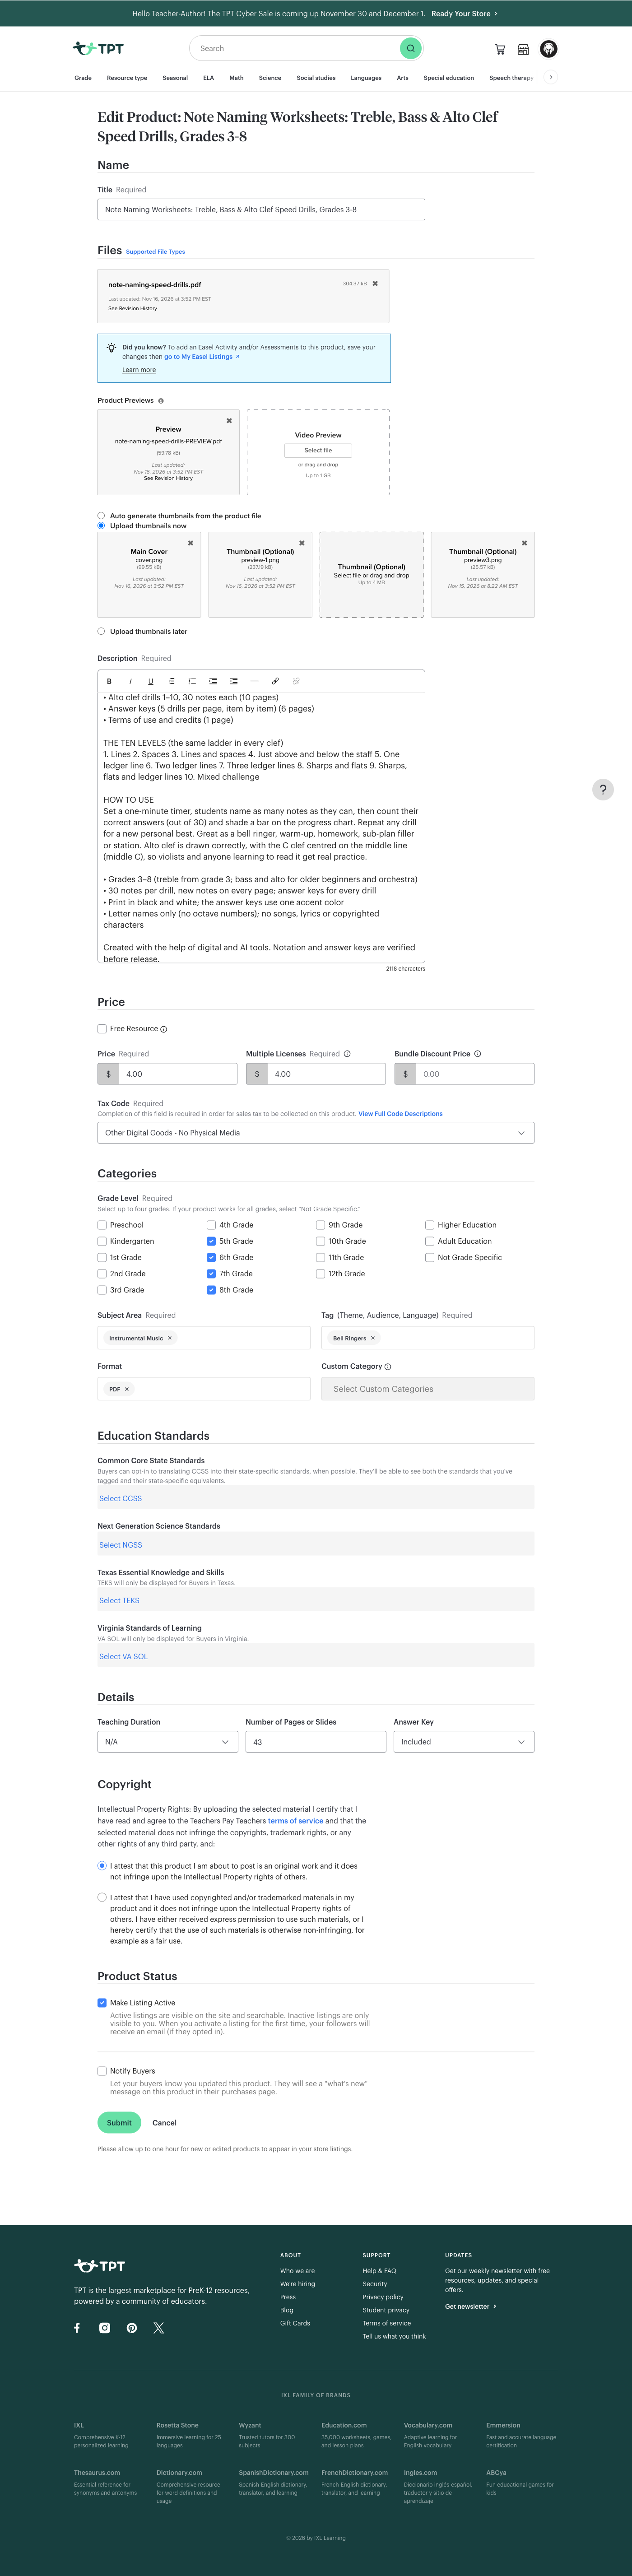 Hello Teacher-Author! The TPT Cyber Sale is coming up November 30 and December 1. Ready Your Store >
TPT
Search
Grade Resource type Seasonal ELA Math Science Social studies Languages Arts Special education Speech therapy
Edit Product: Note Naming Worksheets: Treble, Bass & Alto Clef
Speed Drills, Grades 3-8
Name
Title Required
Note Naming Worksheets: Treble, Bass & Alto Clef Speed Drills, Grades 3-8
Files Supported File Types
note-naming-speed-drills.pdf
304.37 kB
Last updated: Nov 16, 2026 at 3:52 PM EST
See Revision History
Did you know? To add an Easel Activity and/or Assessments to this product, save your
changes then go to My Easel Listings
Learn more
Product Previews
Preview
note-naming-speed-drills-PREVIEW.pdf
(59.78 kB)
Last updated:
Nov 16, 2026 at 3:52 PM EST
See Revision History
Video Preview
Select file
or drag and drop
Up to 1 GB
Auto generate thumbnails from the product file
Upload thumbnails now
Main Cover
cover.png
(99.55 kB)
Last updated:
Nov 16, 2026 at 3:52 PM EST
Thumbnail (Optional)
preview-1.png
(237.19 kB)
Last updated:
Nov 16, 2026 at 3:52 PM EST
Thumbnail (Optional)
Select file or drag and drop
Up to 4 MB
Thumbnail (Optional)
preview3.png
(25.57 kB)
Last updated:
Nov 15, 2026 at 8:22 AM EST
Upload thumbnails later
Description Required
B I U
• Alto clef drills 1–10, 30 notes each (10 pages)
• Answer keys (5 drills per page, item by item) (6 pages)
• Terms of use and credits (1 page)
THE TEN LEVELS (the same ladder in every clef)
1. Lines 2. Spaces 3. Lines and spaces 4. Just above and below the staff 5. One
ledger line 6. Two ledger lines 7. Three ledger lines 8. Sharps and flats 9. Sharps,
flats and ledger lines 10. Mixed challenge
HOW TO USE
Set a one-minute timer, students name as many notes as they can, then count their
correct answers (out of 30) and shade a bar on the progress chart. Repeat any drill
for a new personal best. Great as a bell ringer, warm-up, homework, sub-plan filler
or station. Alto clef is drawn correctly, with the C clef centred on the middle line
(middle C), so violists and anyone learning to read it get real practice.
• Grades 3–8 (treble from grade 3; bass and alto for older beginners and orchestra)
• 30 notes per drill, new notes on every page; answer keys for every drill
• Print in black and white; the answer keys use one accent color
• Letter names only (no octave numbers); no songs, lyrics or copyrighted
characters
Created with the help of digital and AI tools. Notation and answer keys are verified
before release.
2118 characters
Price
Free Resource
Price Required
Multiple Licenses Required
Bundle Discount Price
$ 4.00
$ 4.00
$ 0.00
Tax Code Required
Completion of this field is required in order for sales tax to be collected on this product. View Full Code Descriptions
Other Digital Goods - No Physical Media
Categories
Grade Level Required
Select up to four grades. If your product works for all grades, select "Not Grade Specific."
Preschool 4th Grade 9th Grade Higher Education
Kindergarten 5th Grade 10th Grade Adult Education
1st Grade 6th Grade 11th Grade Not Grade Specific
2nd Grade 7th Grade 12th Grade
3rd Grade 8th Grade
Subject Area Required
Tag (Theme, Audience, Language) Required
Instrumental Music
Bell Ringers
Format
Custom Category
PDF
Select Custom Categories
Education Standards
Common Core State Standards
Buyers can opt-in to translating CCSS into their state-specific standards, when possible. They'll be able to see both the standards that you've
tagged and their state-specific equivalents.
Select CCSS
Next Generation Science Standards
Select NGSS
Texas Essential Knowledge and Skills
TEKS will only be displayed for Buyers in Texas.
Select TEKS
Virginia Standards of Learning
VA SOL will only be displayed for Buyers in Virginia.
Select VA SOL
Details
Teaching Duration
Number of Pages or Slides
Answer Key
N/A
43
Included
Copyright
Intellectual Property Rights: By uploading the selected material I certify that I
have read and agree to the Teachers Pay Teachers terms of service and that the
selected material does not infringe the copyrights, trademark rights, or any
other rights of any third party, and:
I attest that this product I am about to post is an original work and it does
not infringe upon the Intellectual Property rights of others.
I attest that I have used copyrighted and/or trademarked materials in my
product and it does not infringe upon the Intellectual Property rights of
others. I have either received express permission to use such materials, or I
hereby certify that the use of such materials is otherwise non-infringing, for
example as a fair use.
Product Status
Make Listing Active
Active listings are visible on the site and searchable. Inactive listings are only
visible to you. When you activate a listing for the first time, your followers will
receive an email (if they opted in).
Notify Buyers
Let your buyers know you updated this product. They will see a "what's new"
message on this product in their purchases page.
Submit
Cancel
Please allow up to one hour for new or edited products to appear in your store listings.
?
TPT
TPT is the largest marketplace for PreK-12 resources,
powered by a community of educators.
ABOUT
Who we are
We're hiring
Press
Blog
Gift Cards
SUPPORT
Help & FAQ
Security
Privacy policy
Student privacy
Terms of service
Tell us what you think
UPDATES
Get our weekly newsletter with free
resources, updates, and special
offers.
Get newsletter >
IXL FAMILY OF BRANDS
IXL
Comprehensive K-12
personalized learning
Rosetta Stone
Immersive learning for 25
languages
Wyzant
Trusted tutors for 300
subjects
Education.com
35,000 worksheets, games,
and lesson plans
Vocabulary.com
Adaptive learning for
English vocabulary
Emmersion
Fast and accurate language
certification
Thesaurus.com
Essential reference for
synonyms and antonyms
Dictionary.com
Comprehensive resource
for word definitions and
usage
SpanishDictionary.com
Spanish-English dictionary,
translator, and learning
FrenchDictionary.com
French-English dictionary,
translator, and learning
Ingles.com
Diccionario inglés-español,
traductor y sitio de
aprendizaje
ABCya
Fun educational games for
kids
© 2026 by IXL Learning